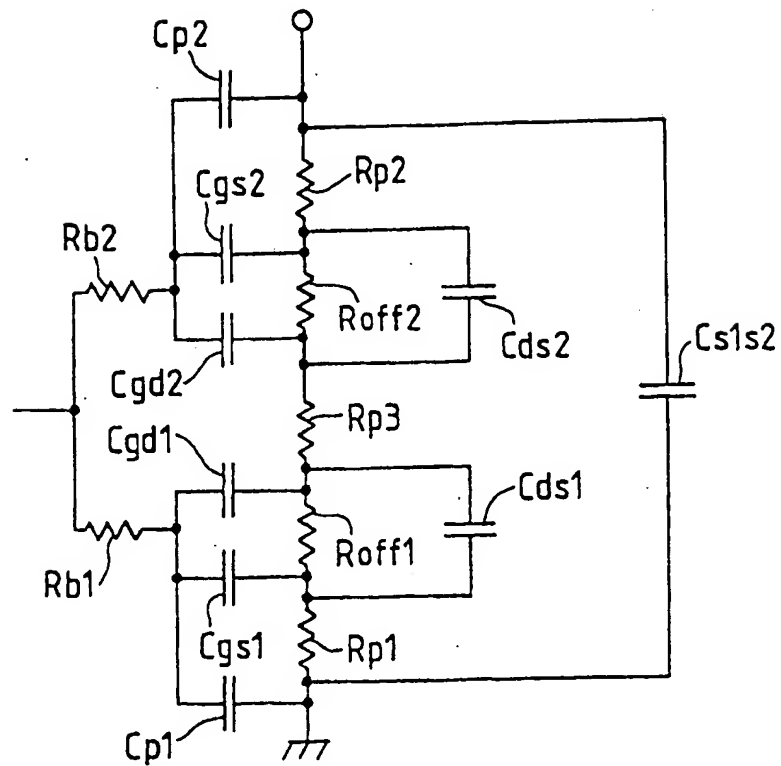 Cp2
Rp2
Cgs2
Rb2
Roff2
Cds2
Cs1s2
Cgd2
Rp3
Cgd1
Cds1
Roff1
Rb1
Cgs1
Rp1
Cp1